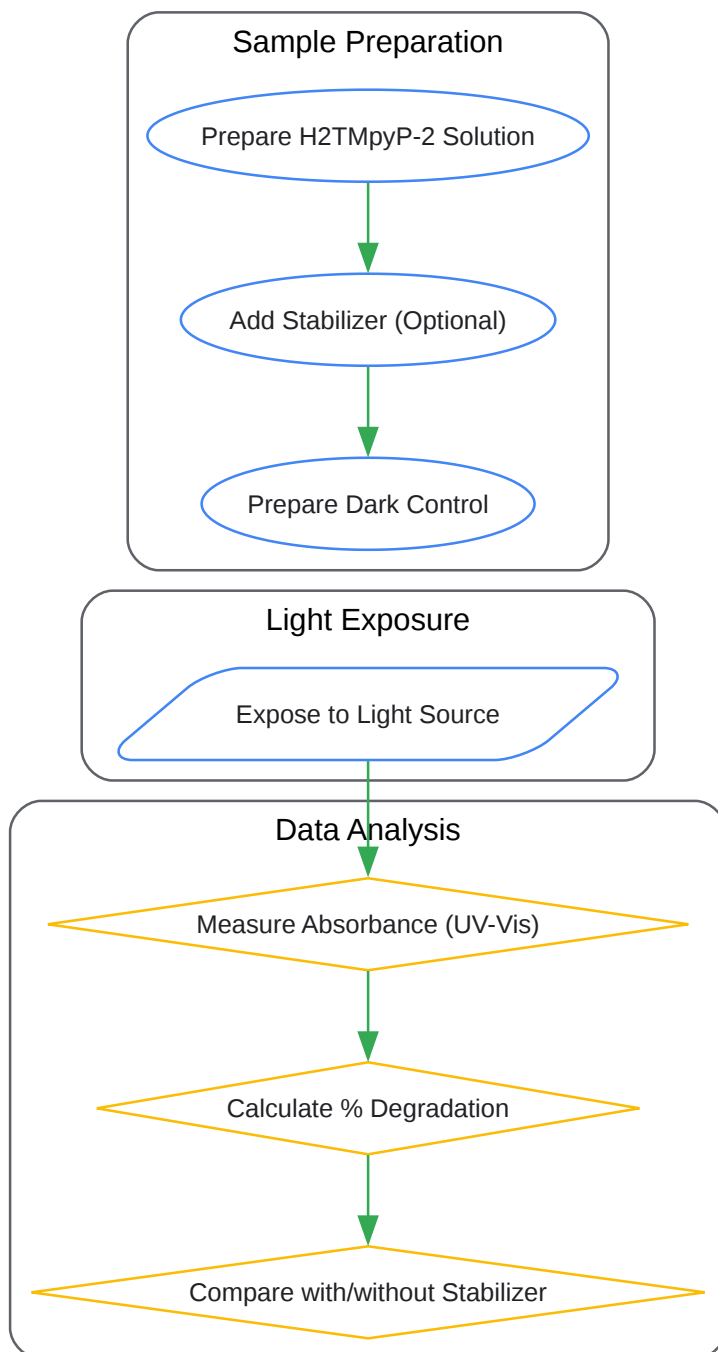 Sample Preparation
Prepare H2TMpyP-2 Solution
Add Stabilizer (Optional)
Prepare Dark Control
Light Exposure
Expose to Light Source
Data Analysis
Measure Absorbance (UV-Vis)
Calculate % Degradation
Compare with/without Stabilizer